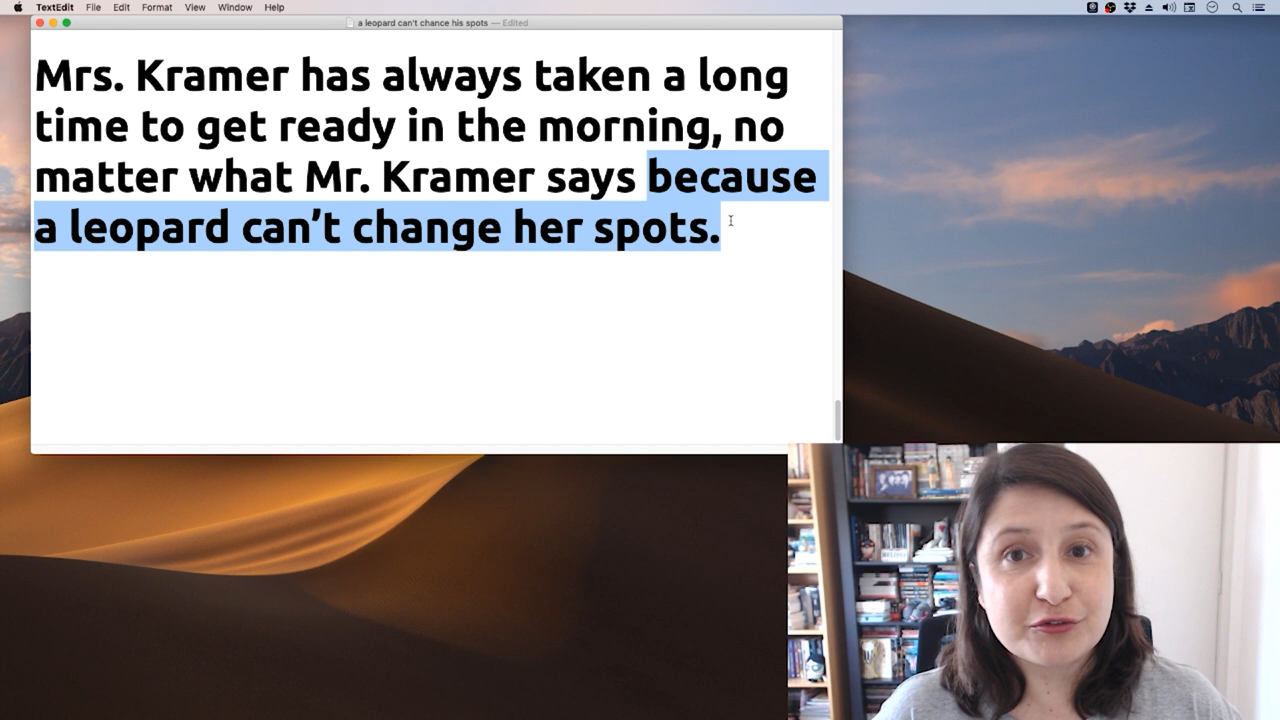 TextEdit File Edit Format View Window Help
a leopard can't chance his spots — Edited
Mrs. Kramer has always taken a long
time to get ready in the morning, no
matter what Mr. Kramer says because
a leopard can’t change her spots.